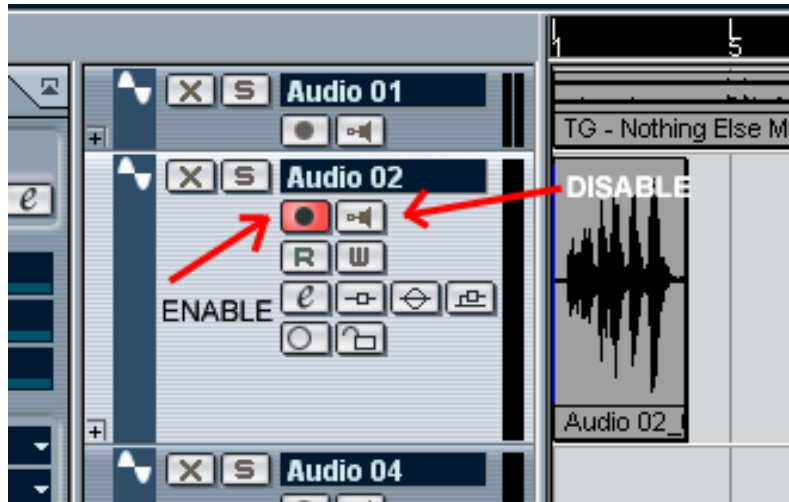 1 5
X S Audio 01
TG - Nothing Else M
X S Audio 02
DISABLE
e
R W
ENABLE
e
Audio 02_
X S Audio 04